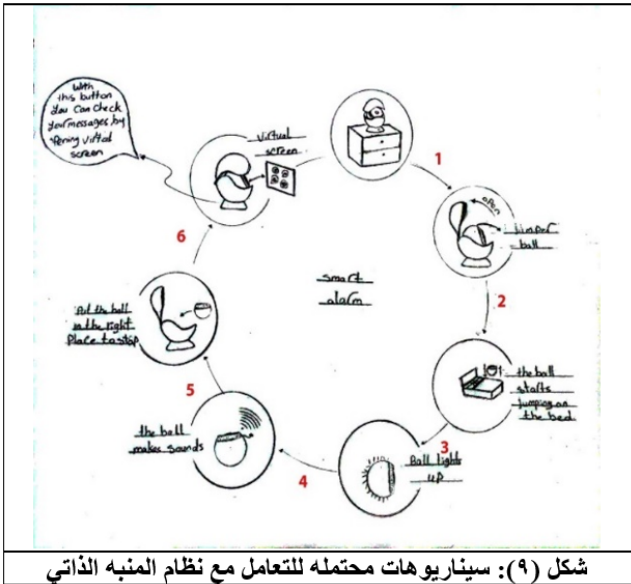 With
this button
you can check
your messages by
Pening virtual
screen
virtual
screen
1
open
jumper
ball
2
the ball
starts
jumping on
the bed
3
Ball lights
up
4
the ball
makes sounds
5
Put the ball
in the right
Place to stop
6
smart
alarm
شكل (٩): سيناريوهات محتمله للتعامل مع نظام المنبه الذاتي